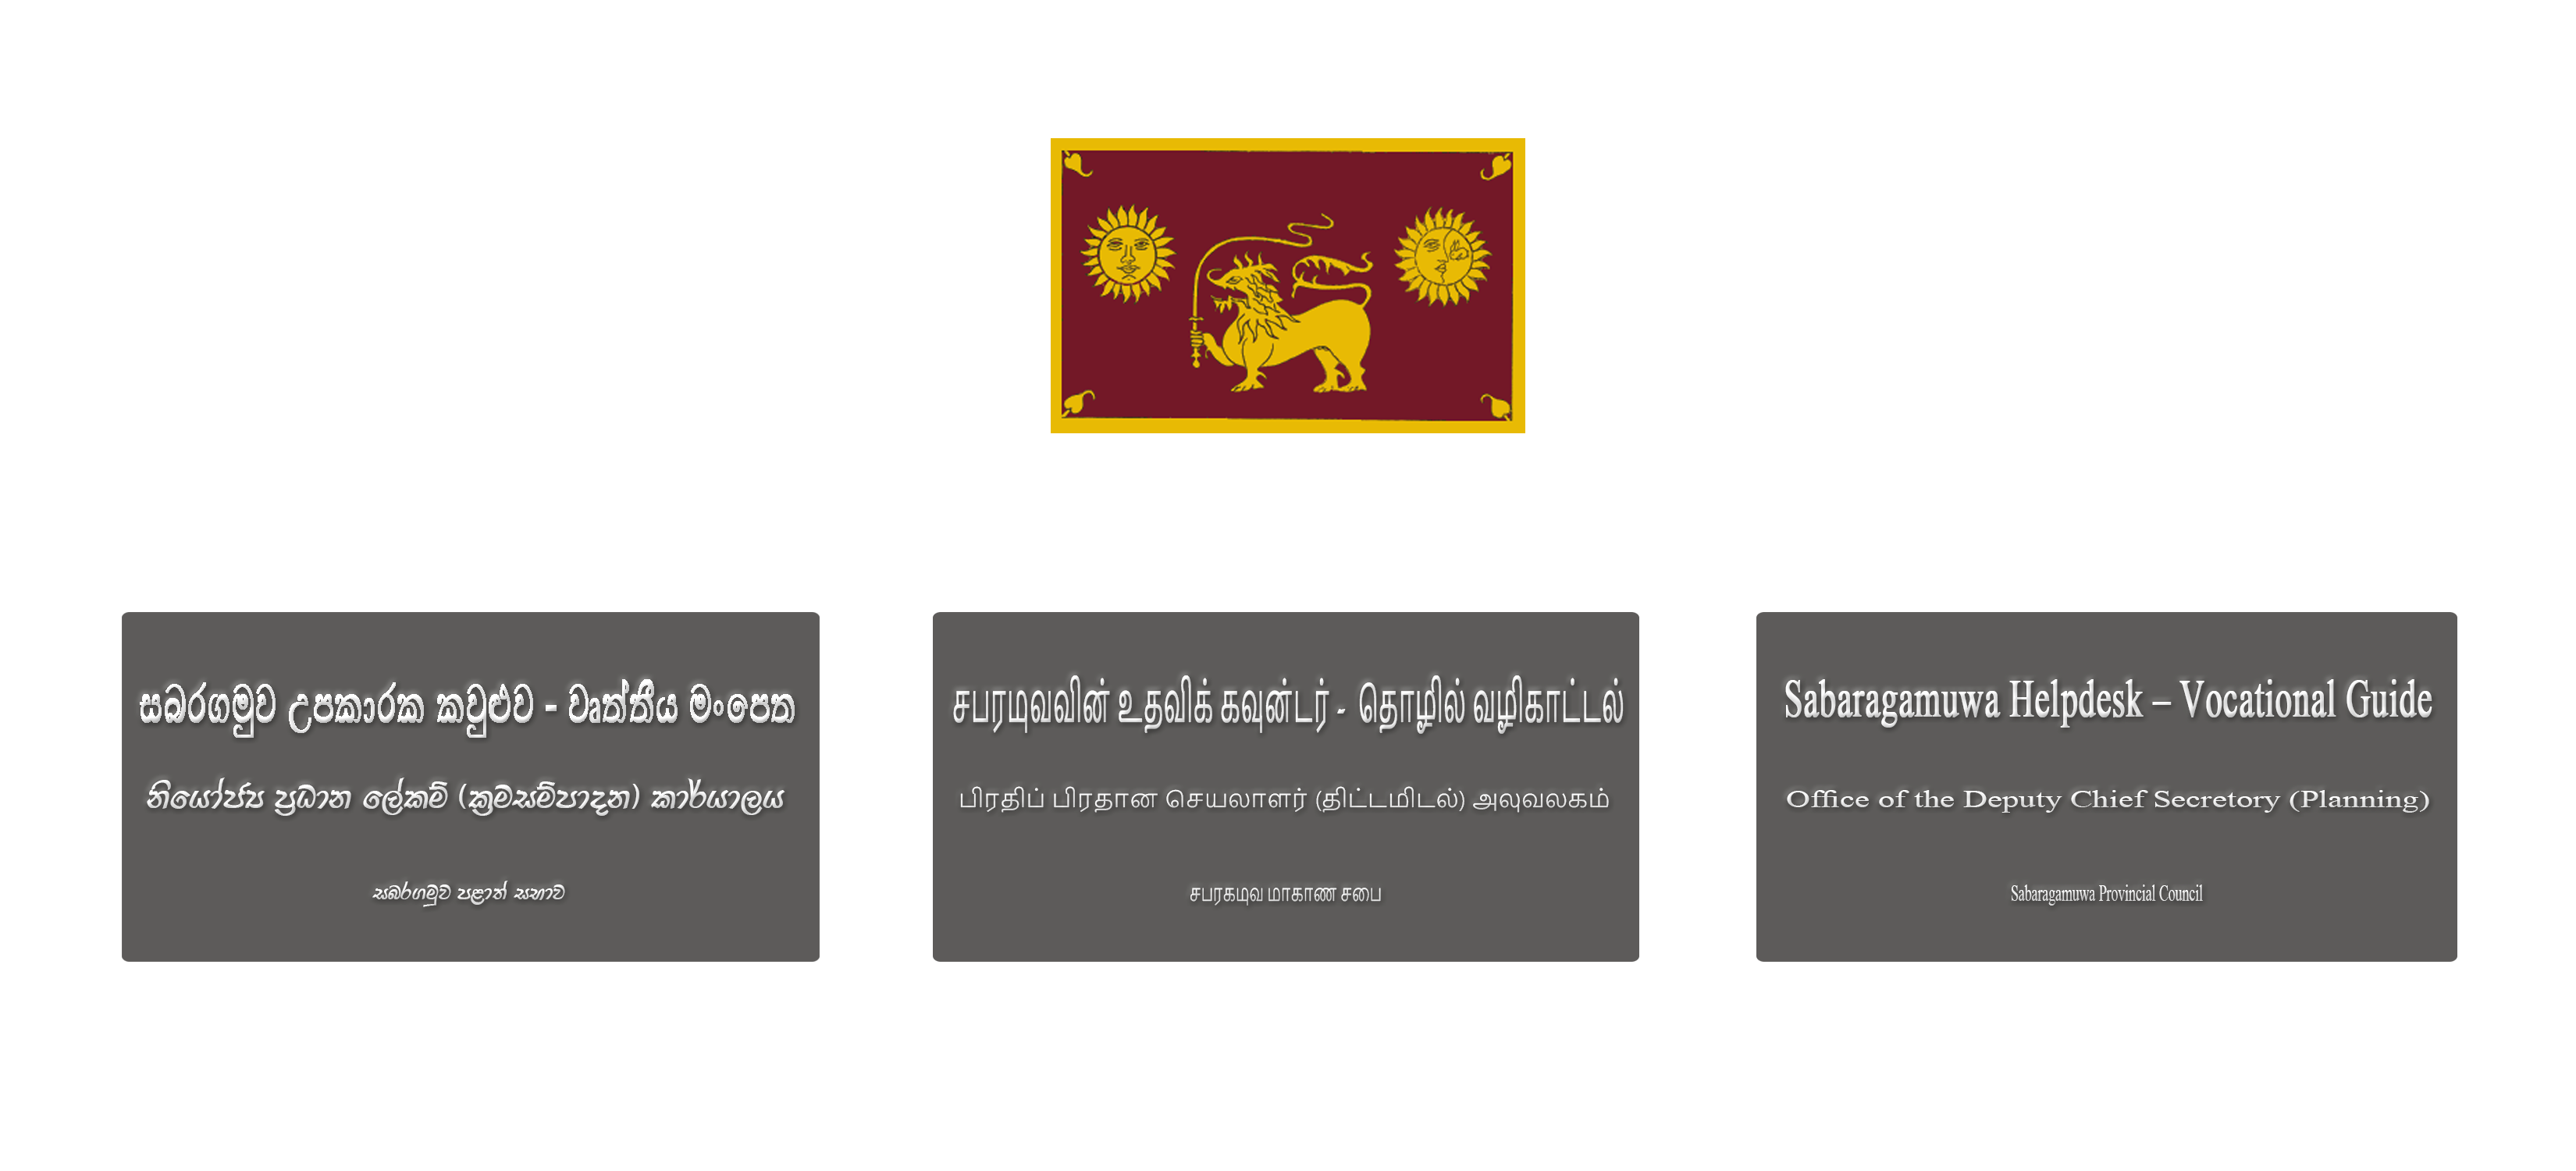 සබරගමුව උපකාරක කවුළුව - වෘත්තීය මංපෙත
නියෝජ්‍ය ප්‍රධාන ලේකම් (ක්‍රමසම්පාදන) කාර්යාලය
සබරගමුව පළාත් සභාව
சபரமுவவின் உதவிக் கவுன்டர் - தொழில் வழிகாட்டல்
பிரதிப் பிரதான செயலாளர் (திட்டமிடல்) அலுவலகம்
சபரகமுவ மாகாண சபை
Sabaragamuwa Helpdesk – Vocational Guide
Office of the Deputy Chief Secretory (Planning)
Sabaragamuwa Provincial Council